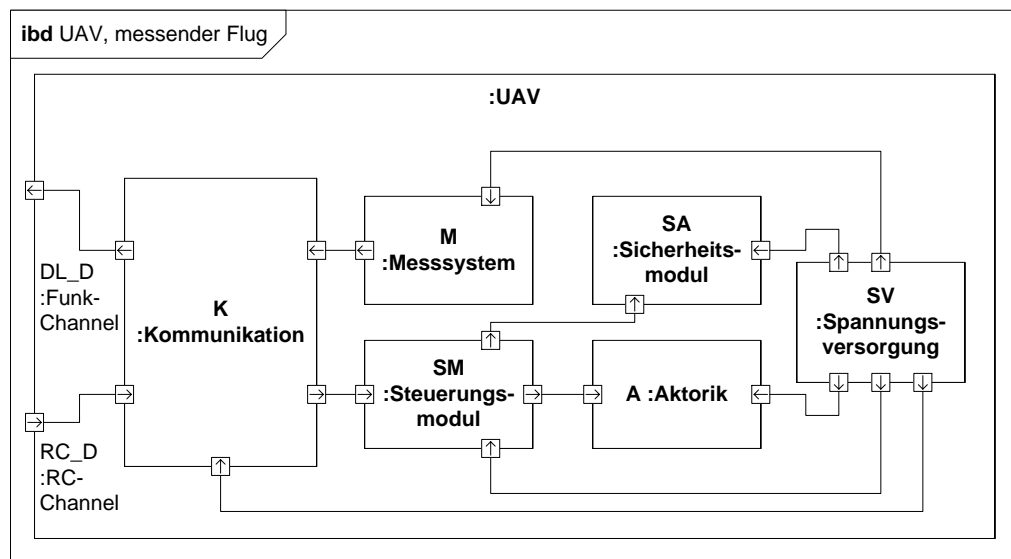 ibd UAV, messender Flug
:UAV
DL_D
:Funk-
Channel
RC_D
:RC-
Channel
K
:Kommunikation
M
:Messsystem
SA
:Sicherheits-
modul
SV
:Spannungs-
versorgung
SM
:Steuerungs-
modul
A :Aktorik